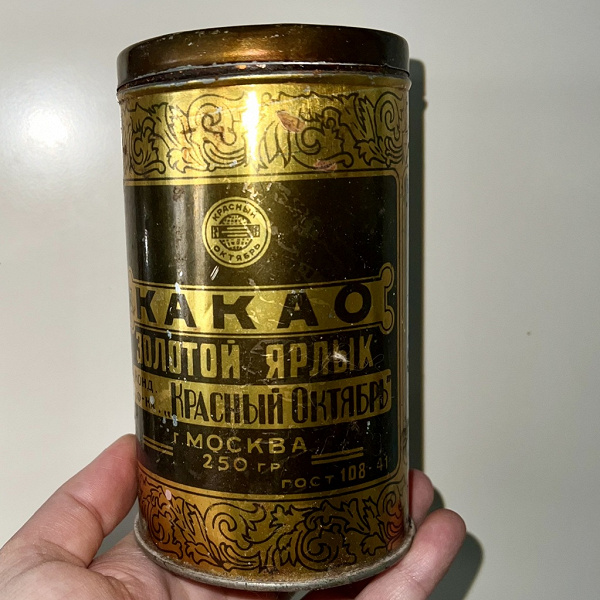 КРАСНЫЙ
ОКТЯБРЬ
КАКАО
ЗОЛОТОЙ ЯРЛЫК
КРАСНЫЙ ОКТЯБРЬ
Г. МОСКВА
250 ГР.
ГОСТ 108-41